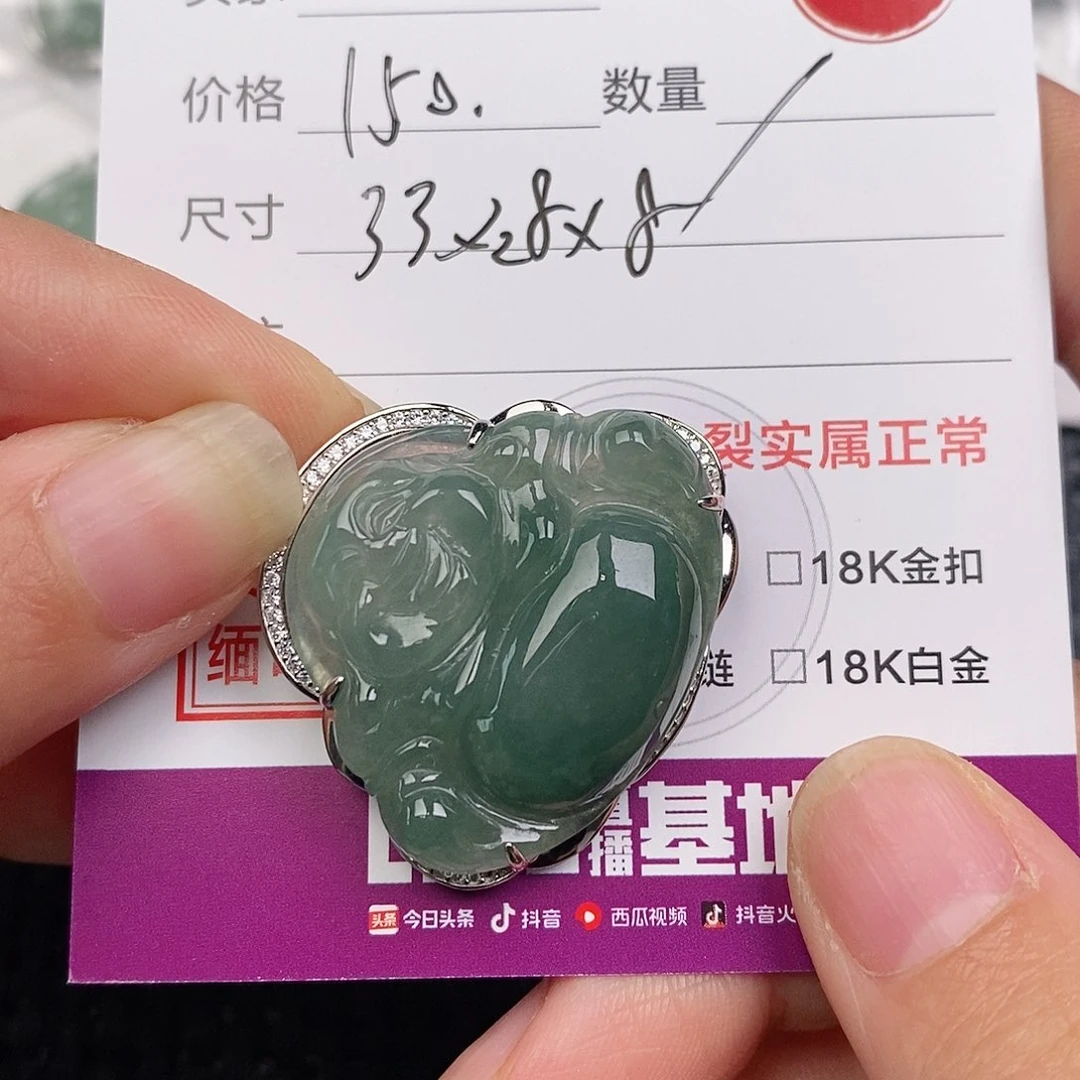 价格 150. 数量
尺寸 33x28x8
裂实属正常
18K金扣
缅
链 18K白金
播基地
头条 今日头条 抖音 西瓜视频 抖音火